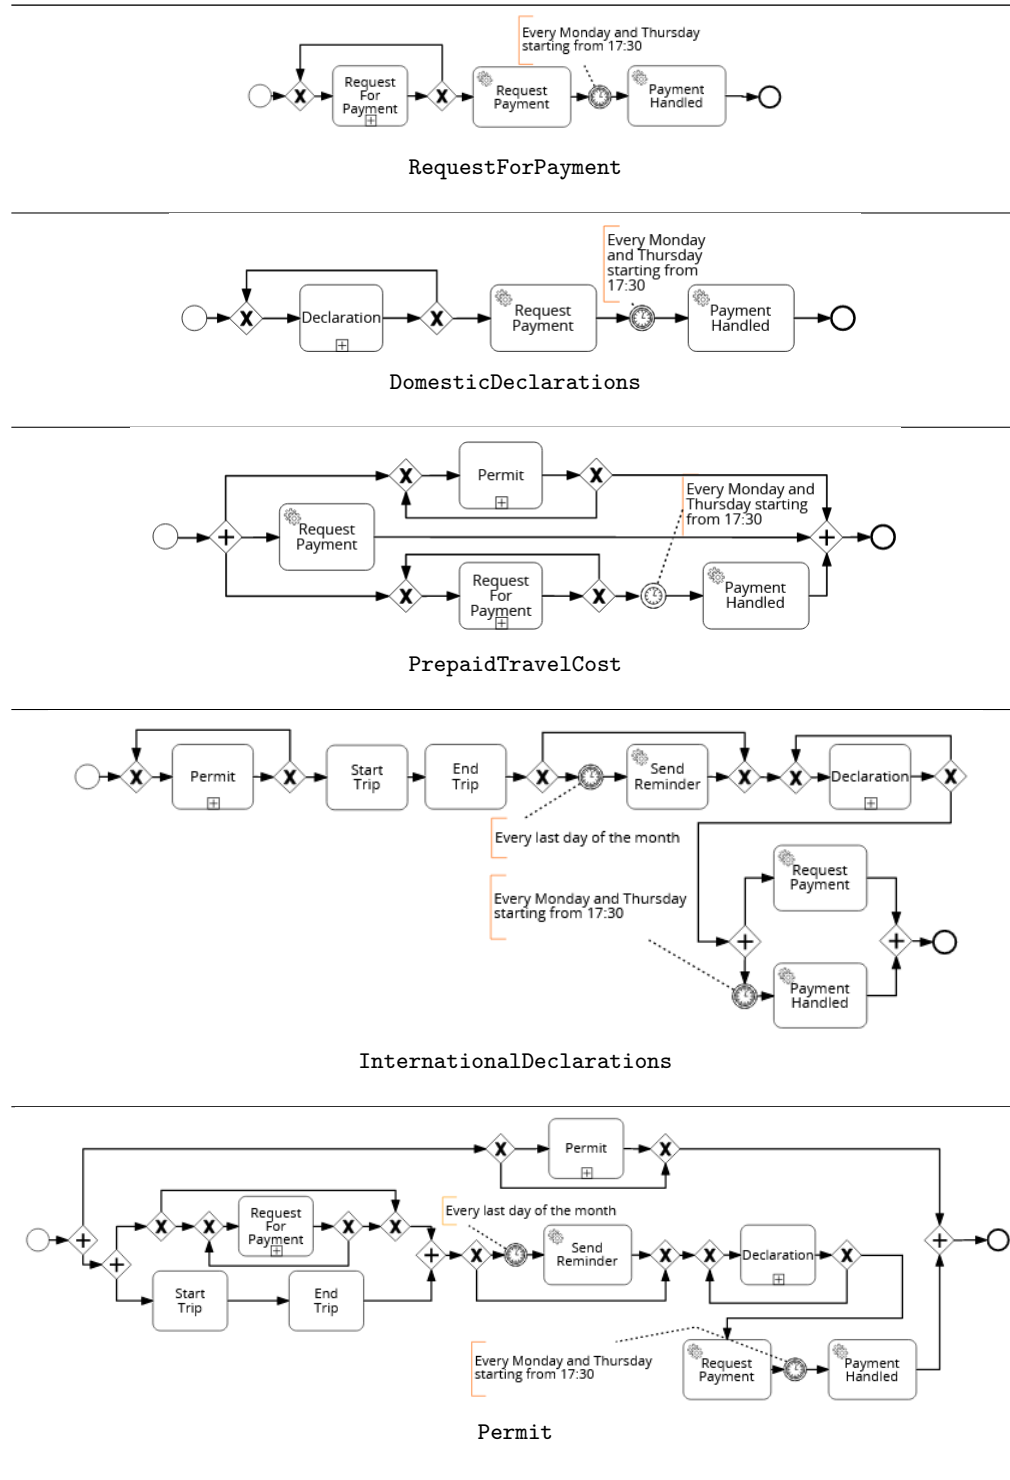 Every Monday and Thursday
starting from 17:30
Request
For
Payment
Request
Payment
Payment
Handled
RequestForPayment
Every Monday
and Thursday
starting from
17:30
Declaration
Request
Payment
Payment
Handled
DomesticDeclarations
Permit
Every Monday and
Thursday starting
from 17:30
Request
Payment
Request
For
Payment
Payment
Handled
PrepaidTravelCost
Permit
Start
Trip
End
Trip
Send
Reminder
Declaration
Every last day of the month
Request
Payment
Every Monday and Thursday
starting from 17:30
Payment
Handled
InternationalDeclarations
Permit
Request
For
Payment
Every last day of the month
Send
Reminder
Declaration
Start
Trip
End
Trip
Every Monday and Thursday
starting from 17:30
Request
Payment
Payment
Handled
Permit